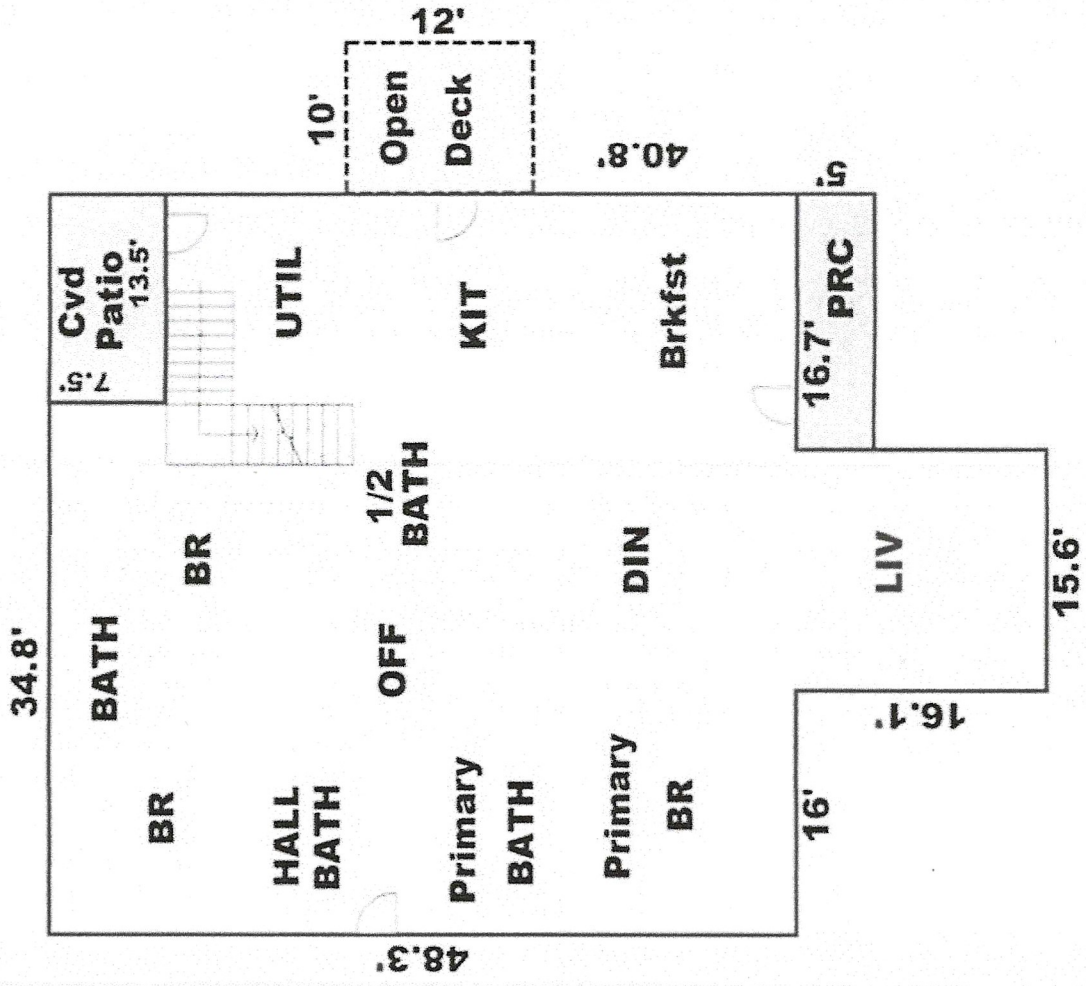 12'
10'
Open
Deck
40.8'
5'
Cvd
Patio
13.5'
7.5'
UTIL
KIT
Brkfst
16.7'
PRC
34.8'
BATH
BR
1/2
BATH
OFF
DIN
LIV
15.6'
BR
HALL
BATH
Primary
BATH
Primary
BR
16'
16.1'
48.3'